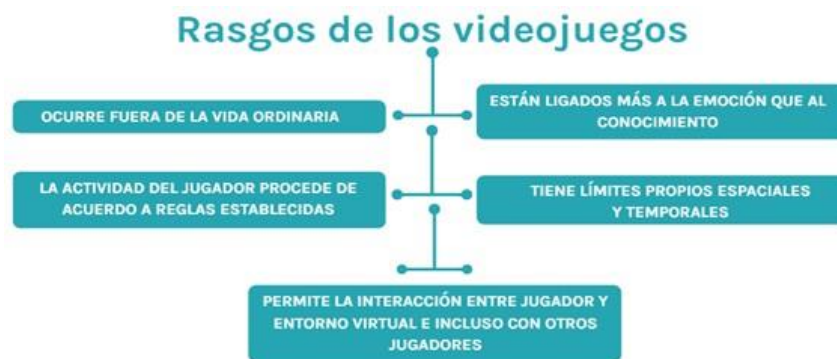 Rasgos de los videojuegos
OCURRE FUERA DE LA VIDA ORDINARIA
ESTÁN LIGADOS MÁS A LA EMOCIÓN QUE AL
CONOCIMIENTO
LA ACTIVIDAD DEL JUGADOR PROCEDE DE
ACUERDO A REGLAS ESTABLECIDAS
TIENE LÍMITES PROPIOS ESPACIALES
Y TEMPORALES
PERMITE LA INTERACCIÓN ENTRE JUGADOR Y
ENTORNO VIRTUAL E INCLUSO CON OTROS
JUGADORES